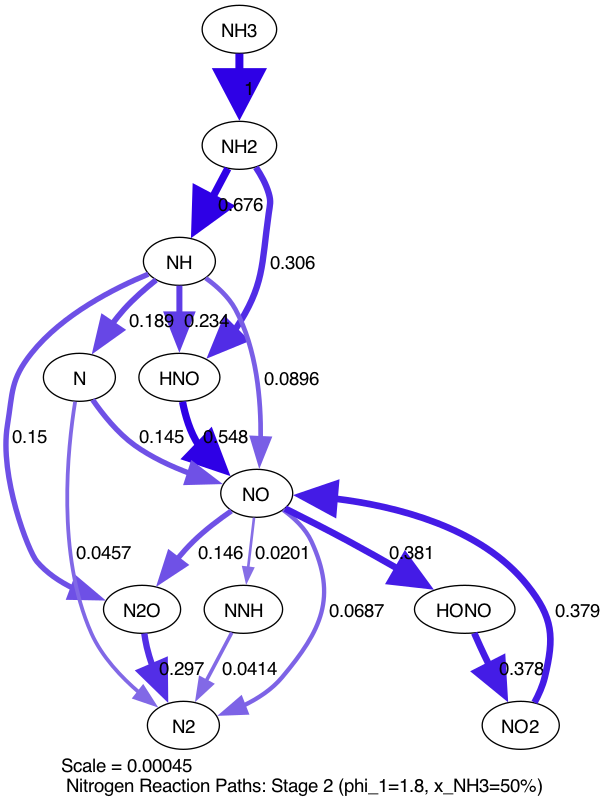 NH3
1
NH2
0.676
0.306
NH
0.189
0.234
N
HNO
0.0896
0.15
0.145
0.548
NO
0.146
0.0201
0.381
0.0457
0.0687
0.379
N2O
NNH
HONO
0.297
0.0414
0.378
N2
NO2
Scale = 0.00045
Nitrogen Reaction Paths: Stage 2 (phi_1=1.8, x_NH3=50%)